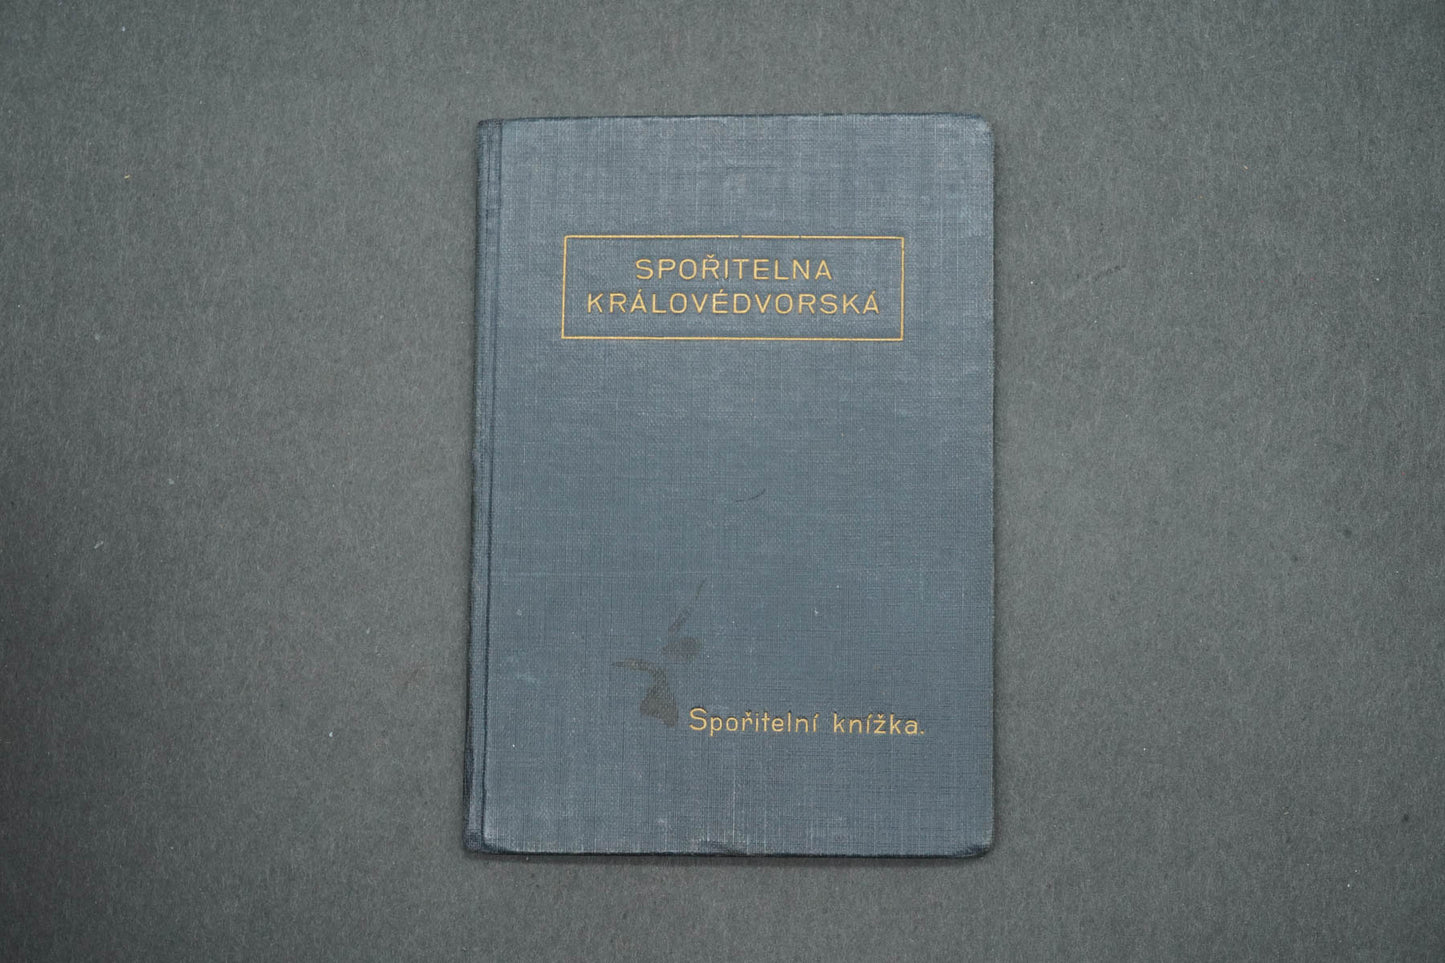 SPOŘITELNA
KRÁLOVÉDVORSKÁ
Spořitelní knížka.